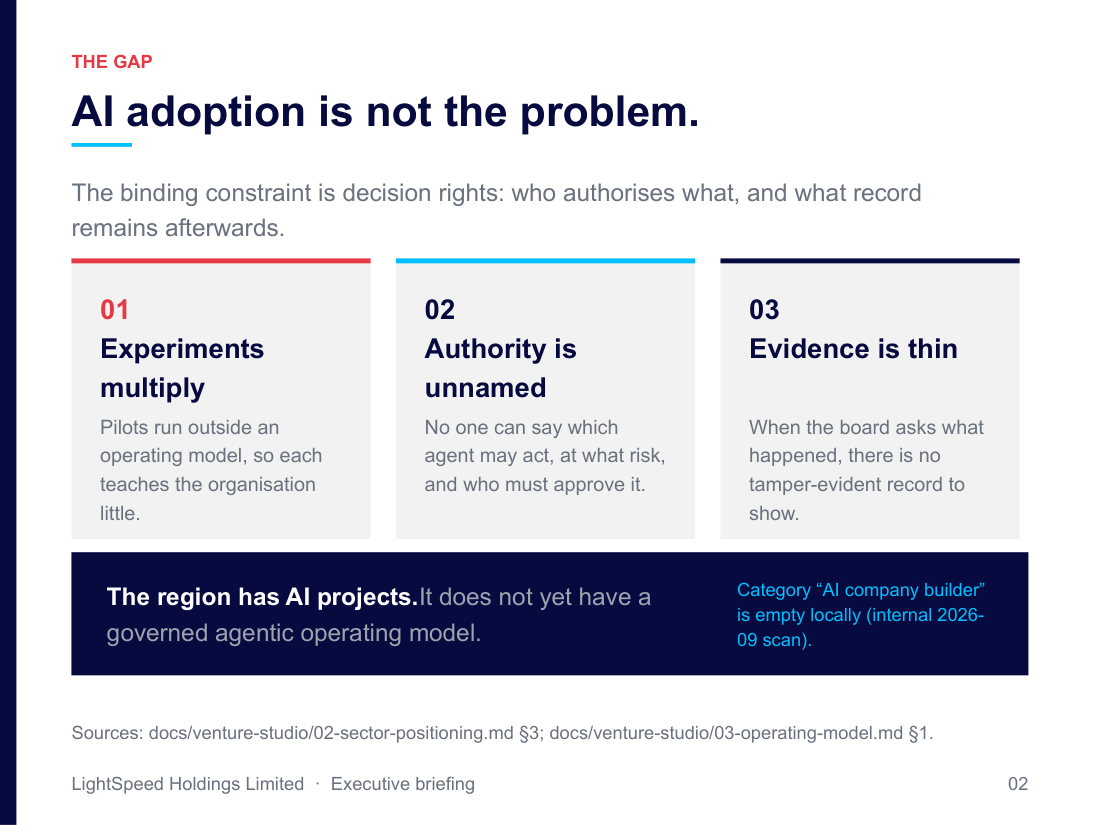 THE GAP
AI adoption is not the problem.
The binding constraint is decision rights: who authorises what, and what record
remains afterwards.
01
Experiments
multiply
Pilots run outside an
operating model, so each
teaches the organisation
little.
02
Authority is
unnamed
No one can say which
agent may act, at what risk,
and who must approve it.
03
Evidence is thin
When the board asks what
happened, there is no
tamper-evident record to
show.
The region has AI projects.It does not yet have a
governed agentic operating model.
Category “AI company builder”
is empty locally (internal 2026-
09 scan).
Sources: docs/venture-studio/02-sector-positioning.md §3; docs/venture-studio/03-operating-model.md §1.
LightSpeed Holdings Limited · Executive briefing
02